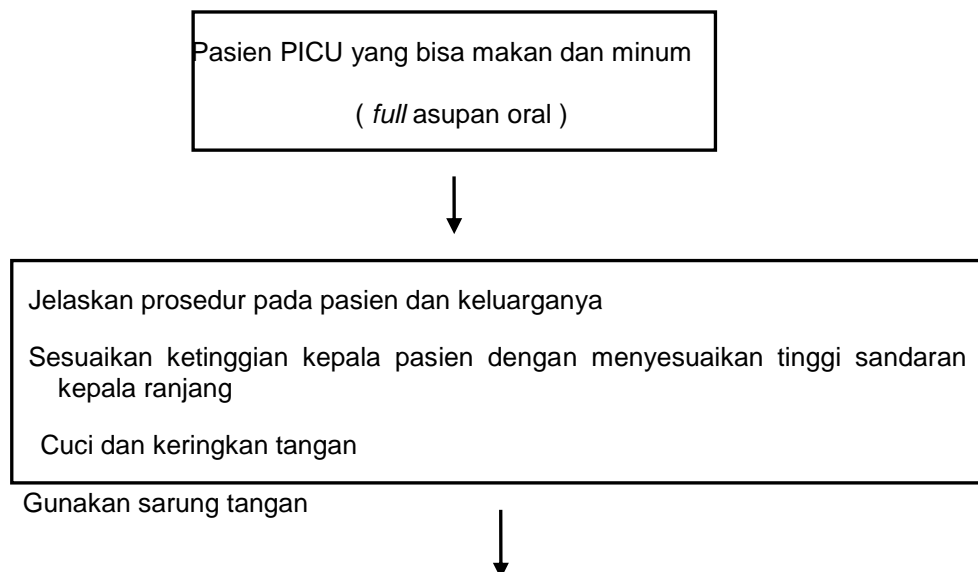 Pasien PICU yang bisa makan dan minum
( full asupan oral )
Jelaskan prosedur pada pasien dan keluarganya
Sesuaikan ketinggian kepala pasien dengan menyesuaikan tinggi sandaran
kepala ranjang
Cuci dan keringkan tangan
Gunakan sarung tangan